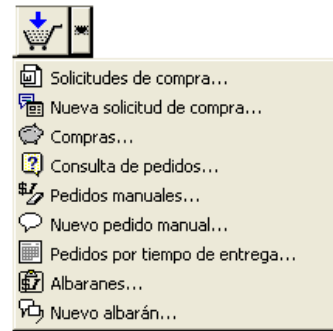 Solicitudes de compra...
Nueva solicitud de compra...
Compras...
Consulta de pedidos...
Pedidos manuales...
Nuevo pedido manual...
Pedidos por tiempo de entrega...
Albaranes...
Nuevo albarán...